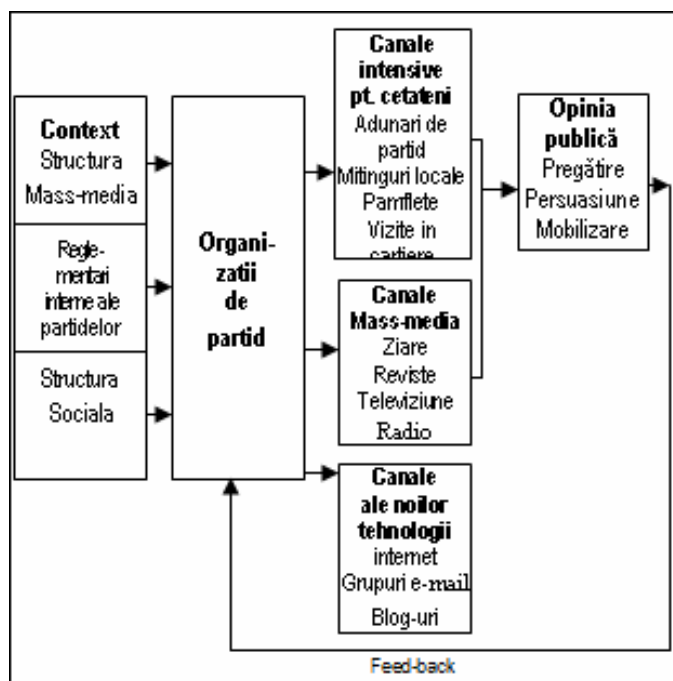 Context
Structura
Mass-media
Regle-
mentari
interne ale
partidelor
Structura
Sociala
Organi-
zatii
de
partid
Canale
intensive
pt. cetateni
Adunari de
partid
Mitinguri locale
Pamflete
Vizite in
cartiere
Canale
Mass-media
Ziare
Reviste
Televiziune
Radio
Canale
ale noilor
tehnologii
internet
Grupuri e-mail
Blog-uri
Opinia
publică
Pregătire
Persuasiune
Mobilizare
Feed-back